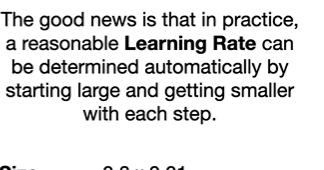 The good news is that in practice,
a reasonable Learning Rate can
be determined automatically by
starting large and getting smaller
with each step.